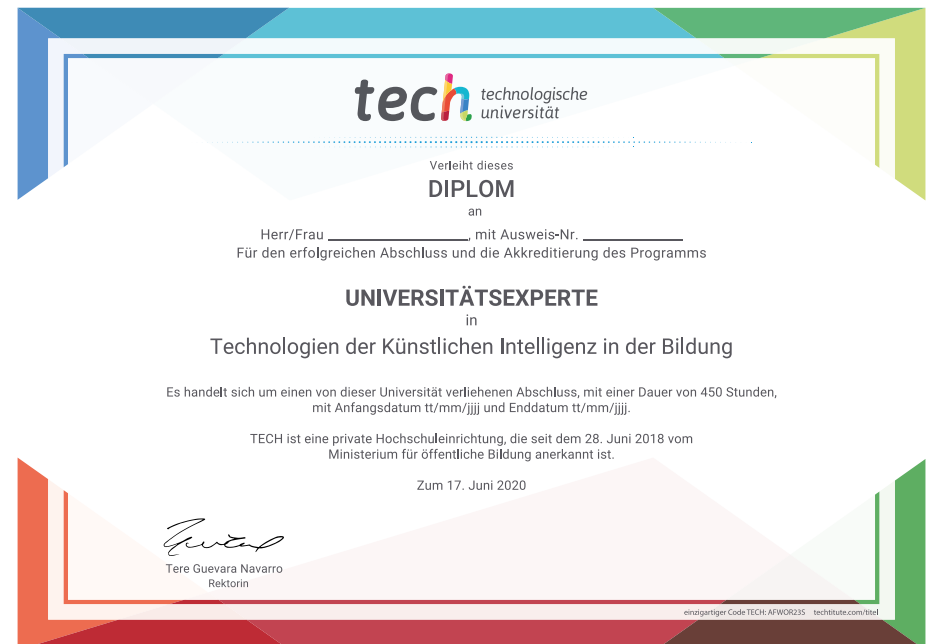 tech technologische
universität
Verleiht dieses
DIPLOM
an
Herr/Frau ____________________, mit Ausweis-Nr. ______________
Für den erfolgreichen Abschluss und die Akkreditierung des Programms
UNIVERSITÄTSEXPERTE
in
Technologien der Künstlichen Intelligenz in der Bildung
Es handelt sich um einen von dieser Universität verliehenen Abschluss, mit einer Dauer von 450 Stunden,
mit Anfangsdatum tt/mm/jjjj und Enddatum tt/mm/jjjj.
TECH ist eine private Hochschuleinrichtung, die seit dem 28. Juni 2018 vom
Ministerium für öffentliche Bildung anerkannt ist.
Zum 17. Juni 2020
Tere Guevara Navarro
Rektorin
einzigartiger Code TECH: AFWOR23S techtitute.com/titel